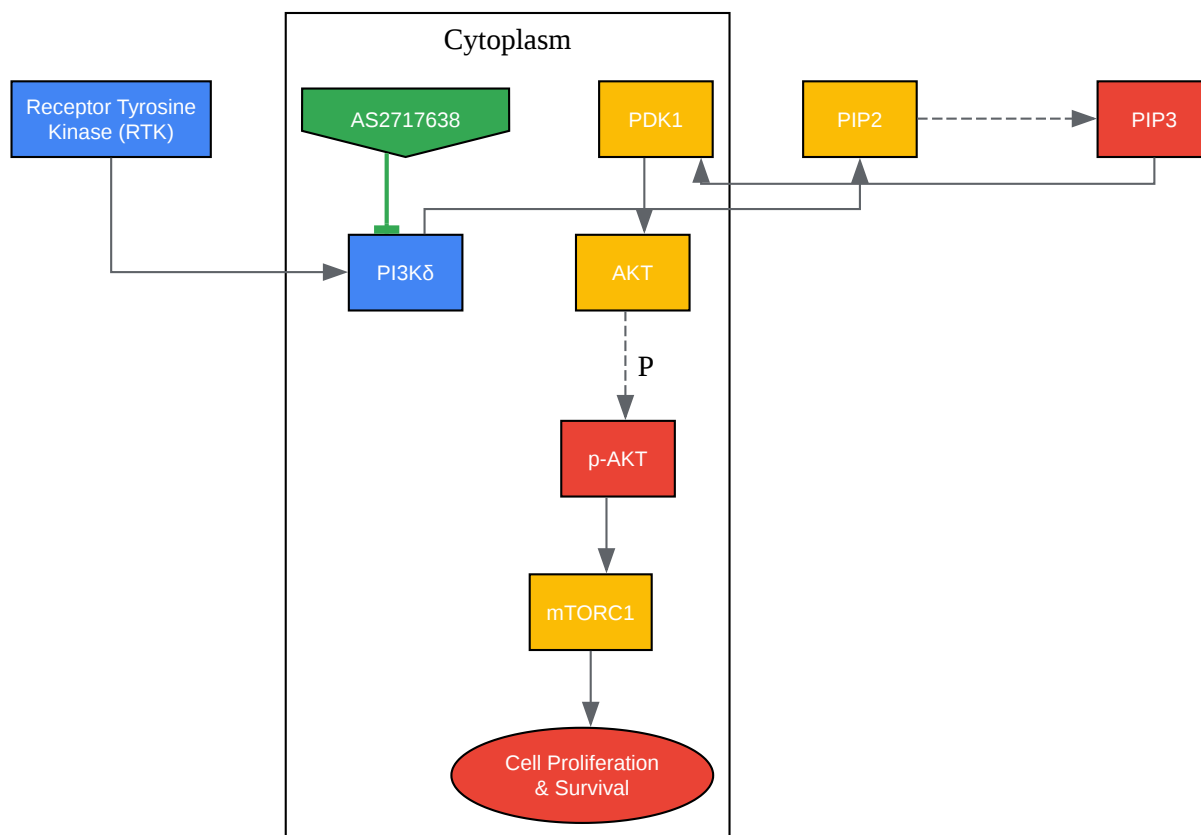 Cytoplasm
Receptor Tyrosine
Kinase (RTK)
AS2717638
PDK1
PIP2
PIP3
PI3Kδ
AKT
P
p-AKT
mTORC1
Cell Proliferation
& Survival